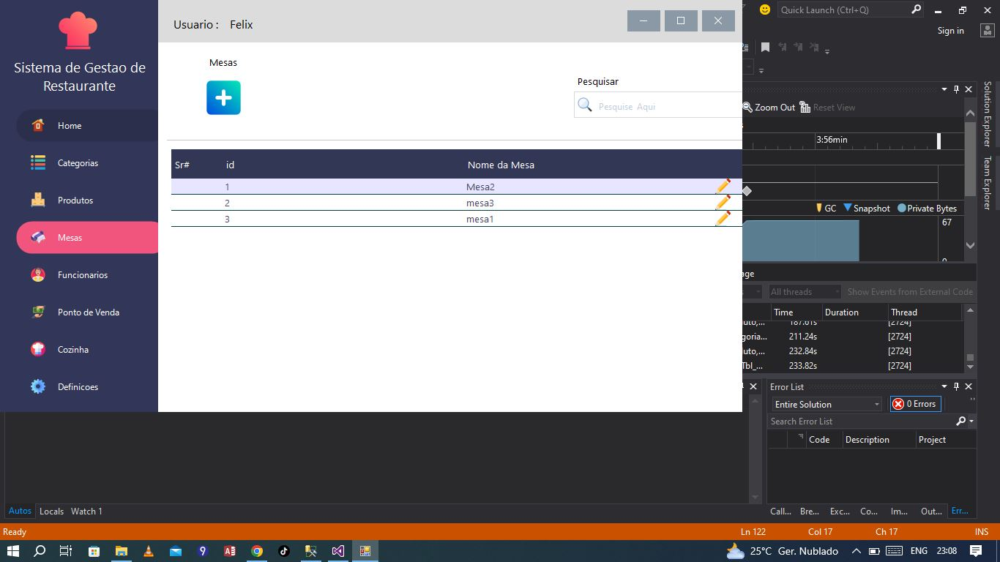 Usuario : Felix
Sistema de Gestao de
Restaurante
Home
Categorias
Produtos
Mesas
Funcionarios
Ponto de Venda
Cozinha
Definicoes
Mesas
Pesquisar
Pesquise Aqui
Sr# id Nome da Mesa
1 Mesa2
2 mesa3
3 mesa1
Quick Launch (Ctrl+Q)
Sign in
Solution Explorer
Team Explorer
Zoom Out Reset View
3:56min
GC Snapshot Private Bytes
67
0
age
All threads Show Events from External Code
Time Duration Thread
uto,... 187.61s [2724]
goria... 211.24s [2724]
uto,... 232.84s [2724]
Tbl_... 233.82s [2724]
Error List
Entire Solution 0 Errors
Search Error List
Code Description Project
Autos Locals Watch 1
Call... Bre... Exc... Co... Im... Out... Err...
Ready Ln 122 Col 17 Ch 17 INS
25°C Ger. Nublado ENG 23:08